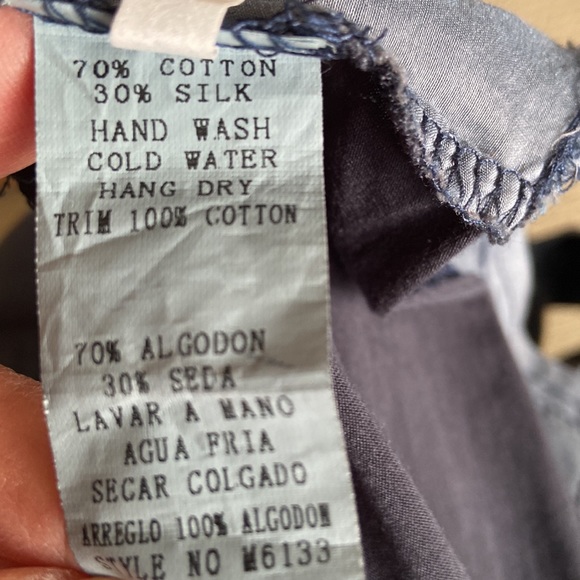 70% COTTON
30% SILK
HAND WASH
COLD WATER
HANG DRY
TRIM 100% COTTON
70% ALGODON
30% SEDA
LAVAR A MANO
AGUA FRIA
SECAR COLGADO
ARREGLO 100% ALGODON
STYLE NO M6133